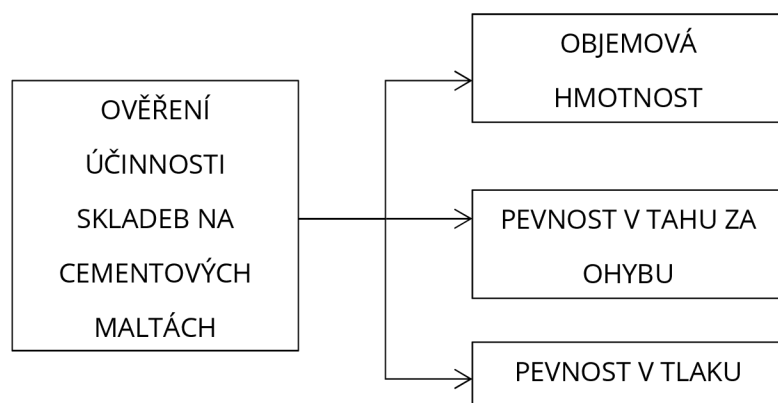 OVĚŘENÍ
ÚČINNOSTI
SKLADEB NA
CEMENTOVÝCH
MALTÁCH
OBJEMOVÁ
HMOTNOST
PEVNOST V TAHU ZA
OHYBU
PEVNOST V TLAKU